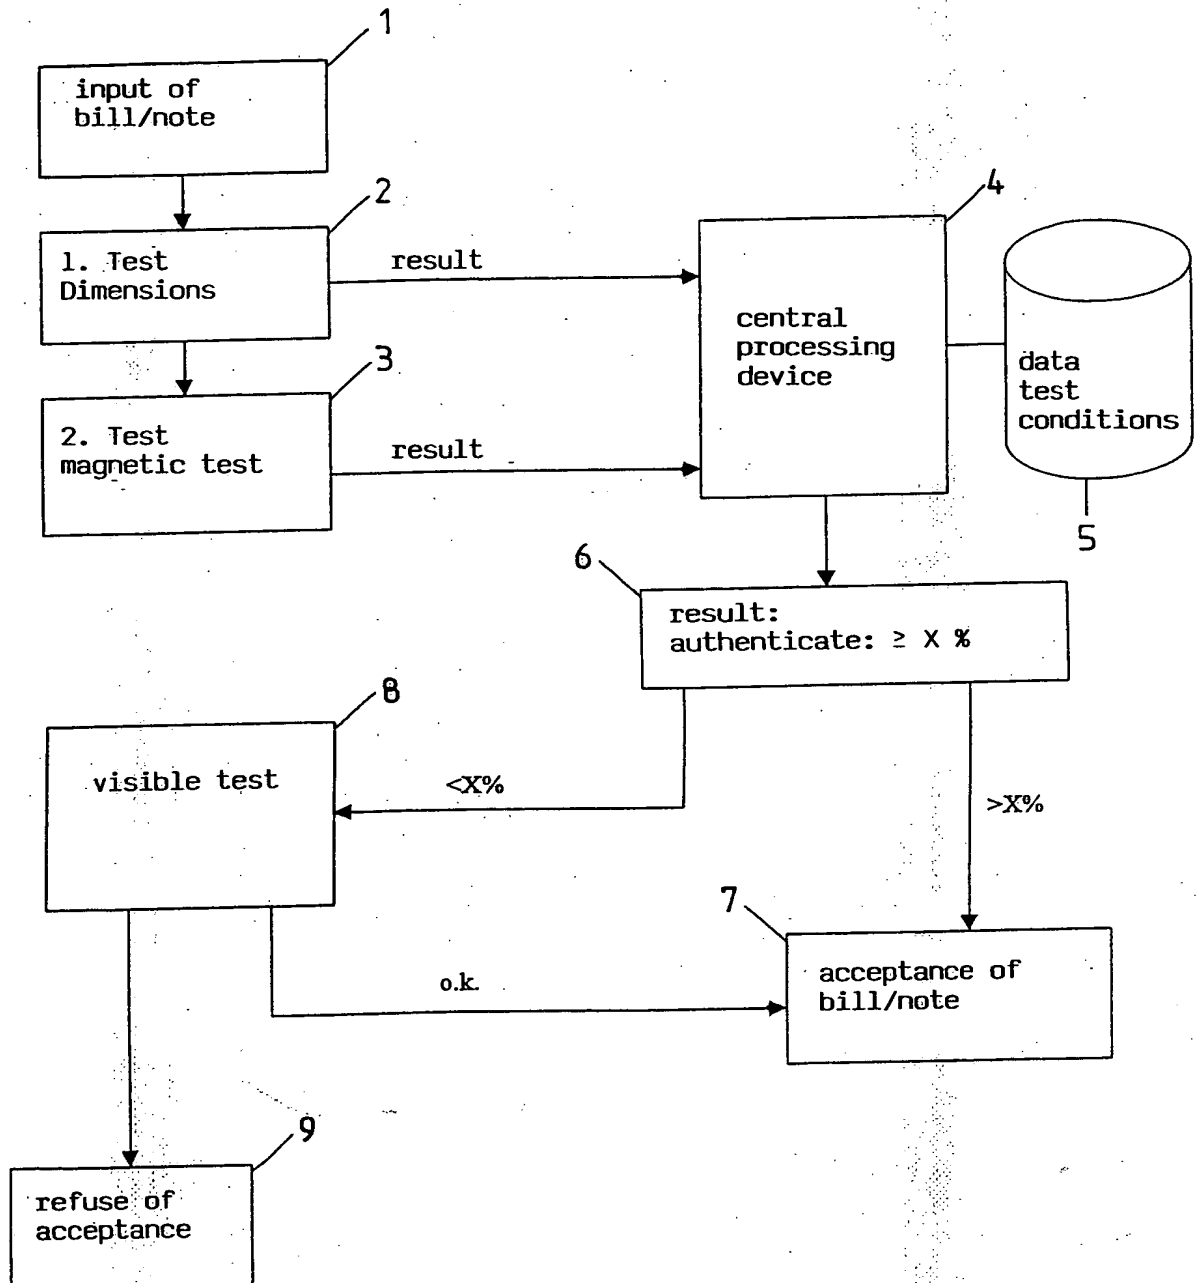 1
input of
bill/note
2
1. Test
Dimensions
result
3
2. Test
magnetic test
result
4
central
processing
device
data
test
conditions
5
6
result:
authenticate: ≥ X %
8
visible test
<X%
>X%
7
acceptance of
bill/note
o.k.
9
refuse of
acceptance